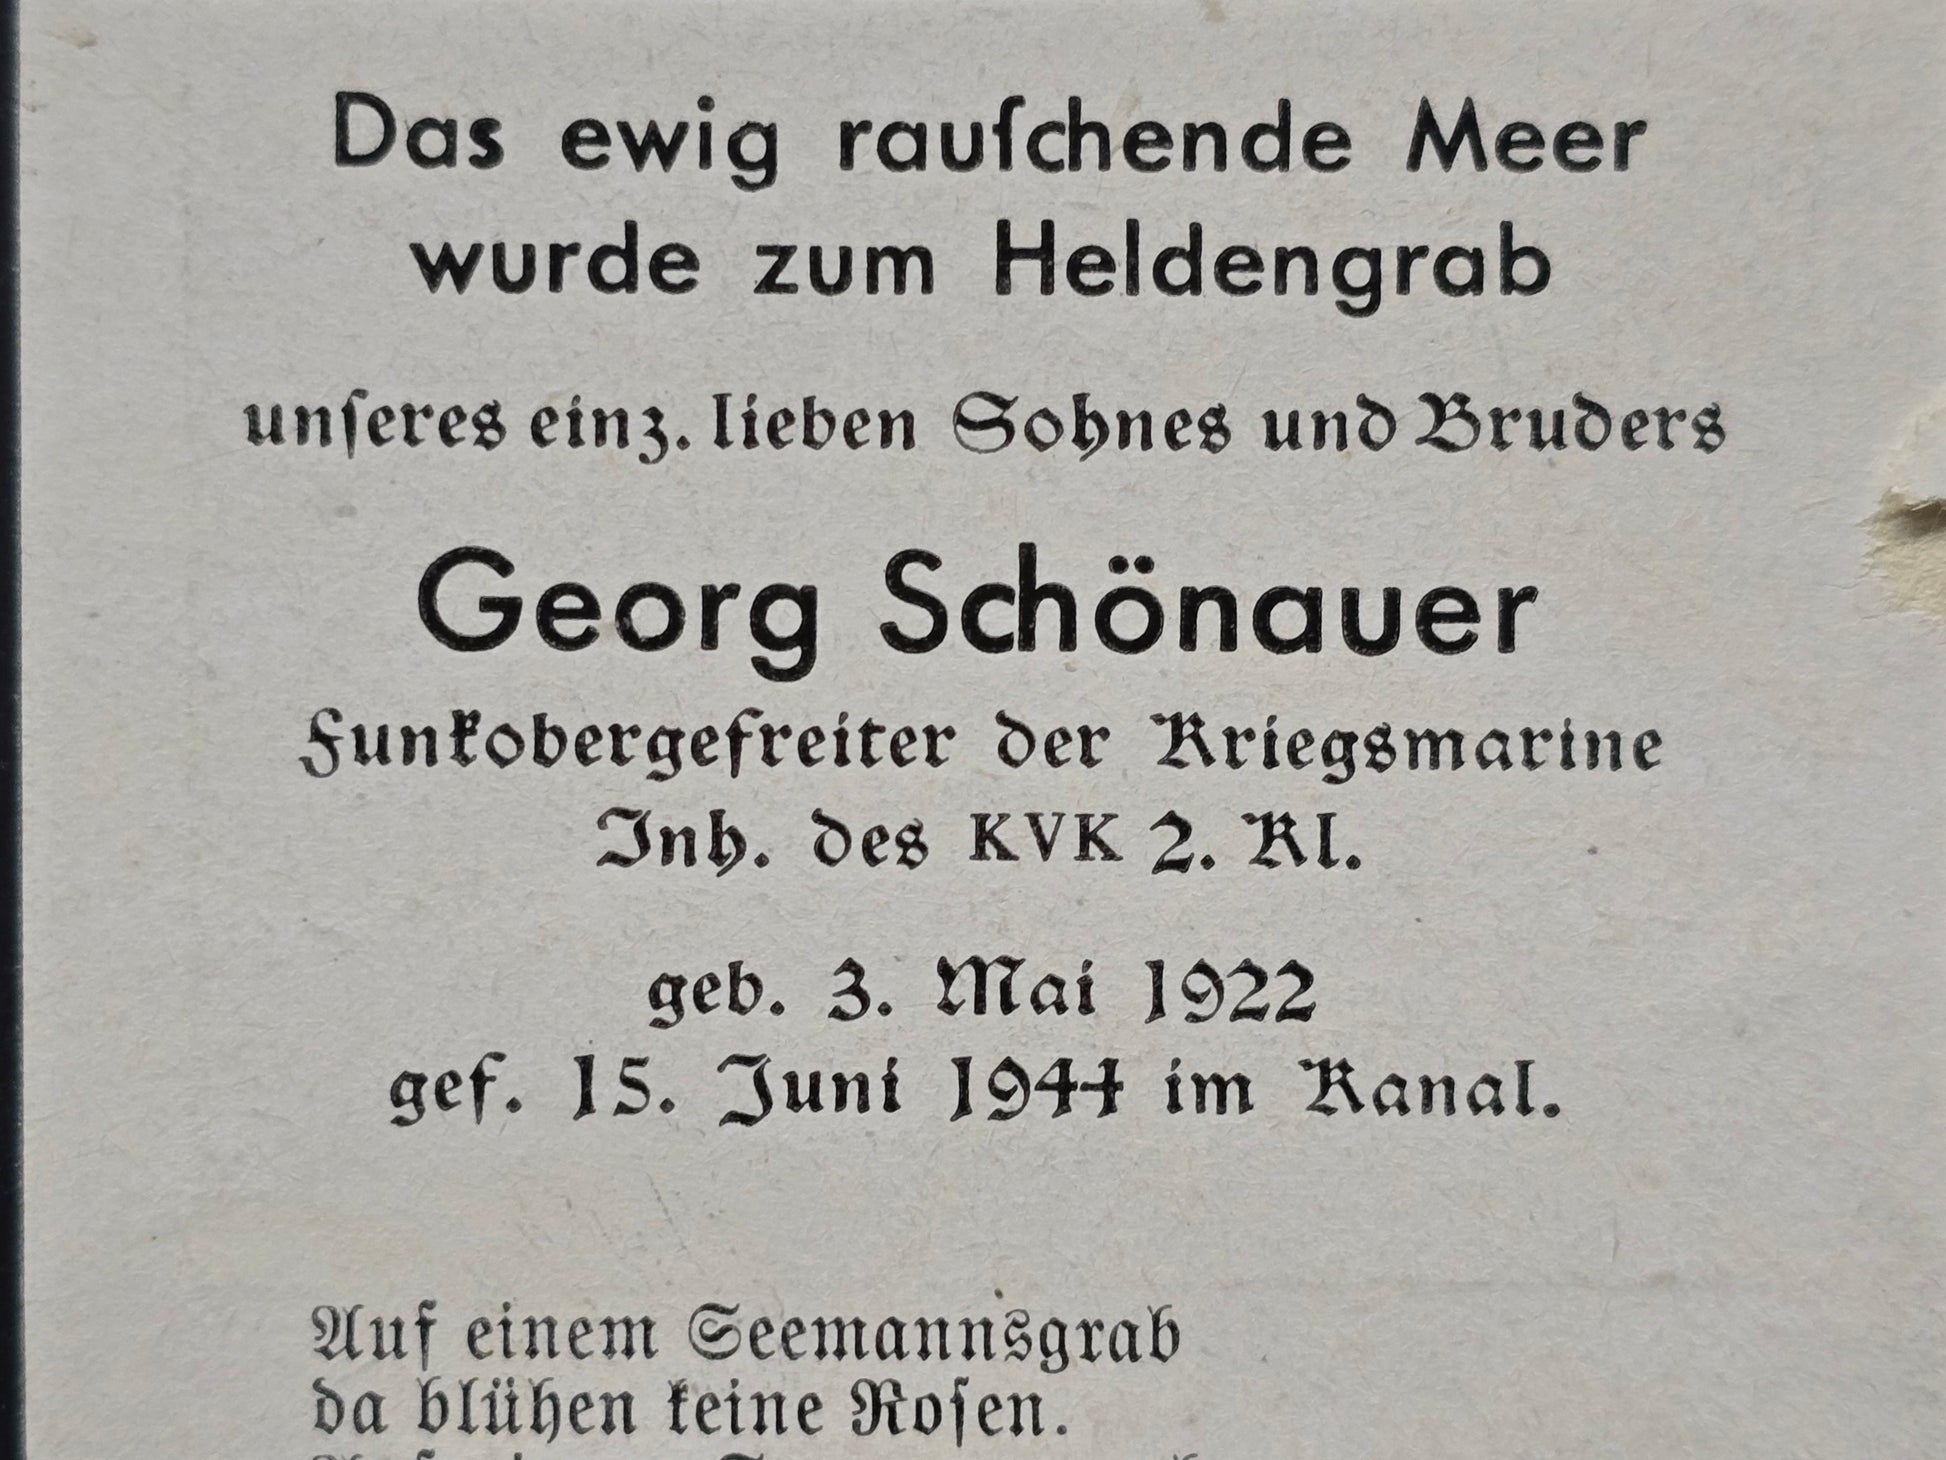 Das ewig rauſchende Meer
wurde zum Heldengrab
unſeres einz. lieben Sohnes und Bruders
Georg Schönauer
Funkobergefreiter der Kriegsmarine
Inh. des KVK 2. Kl.
geb. 3. Mai 1922
gef. 15. Juni 1944 im Kanal.
Auf einem Seemannsgrab
da blühen keine Roſen.